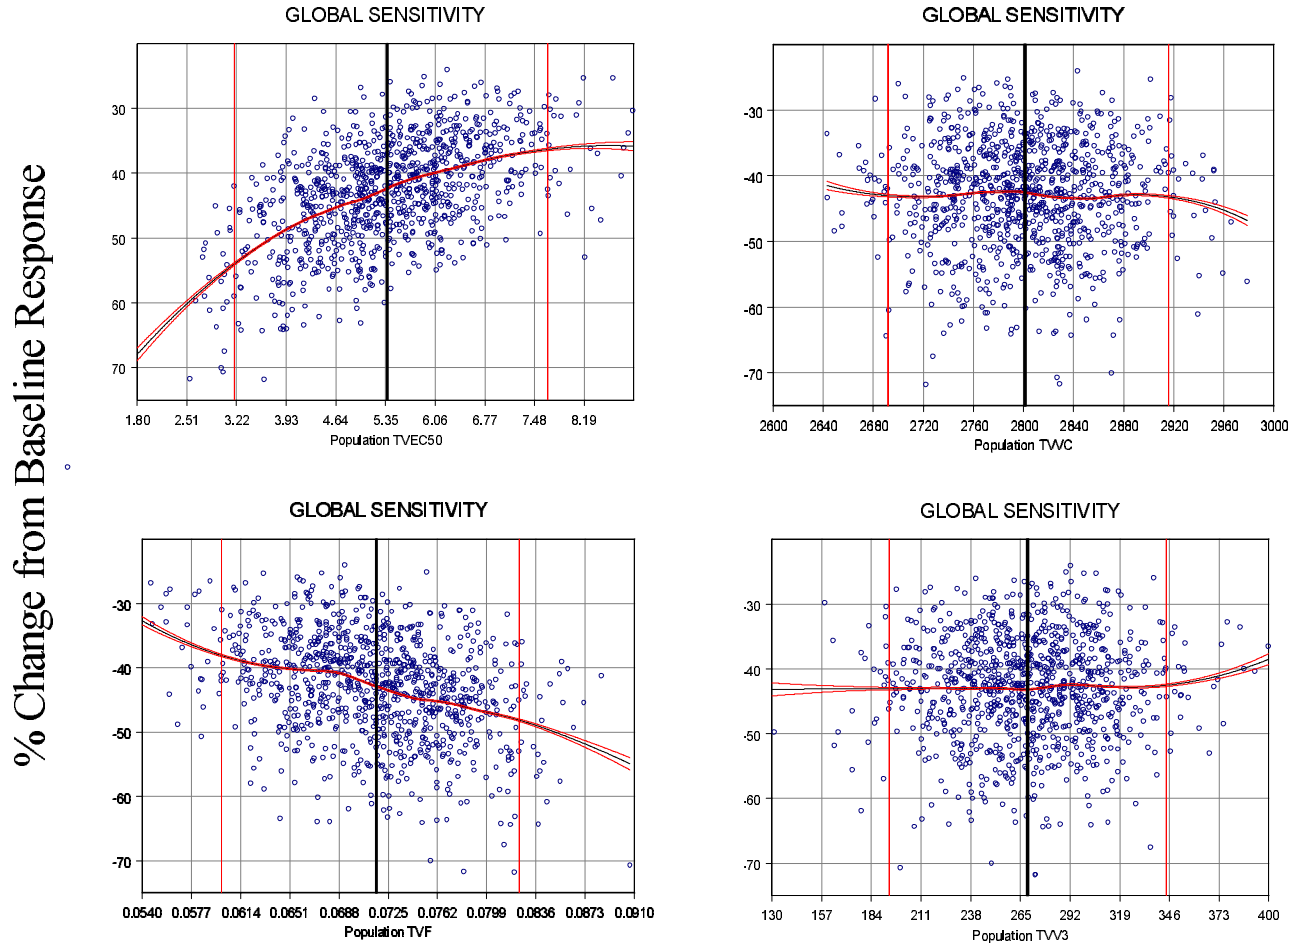 % Change from Baseline Response
GLOBAL SENSITIVITY
30
40
50
60
70
1.80 2.51 3.22 3.93 4.64 5.35 6.06 6.77 7.48 8.19
Population TVEC50
GLOBAL SENSITIVITY
-30
-40
-50
-60
-70
2600 2640 2680 2720 2760 2800 2840 2880 2920 2960 3000
Population TVVC
GLOBAL SENSITIVITY
-30
-40
-50
-60
-70
0.0540 0.0577 0.0614 0.0651 0.0688 0.0725 0.0762 0.0799 0.0836 0.0873 0.0910
Population TVF
GLOBAL SENSITIVITY
-30
-40
-50
-60
-70
130 157 184 211 238 265 292 319 346 373 400
Population TVV3